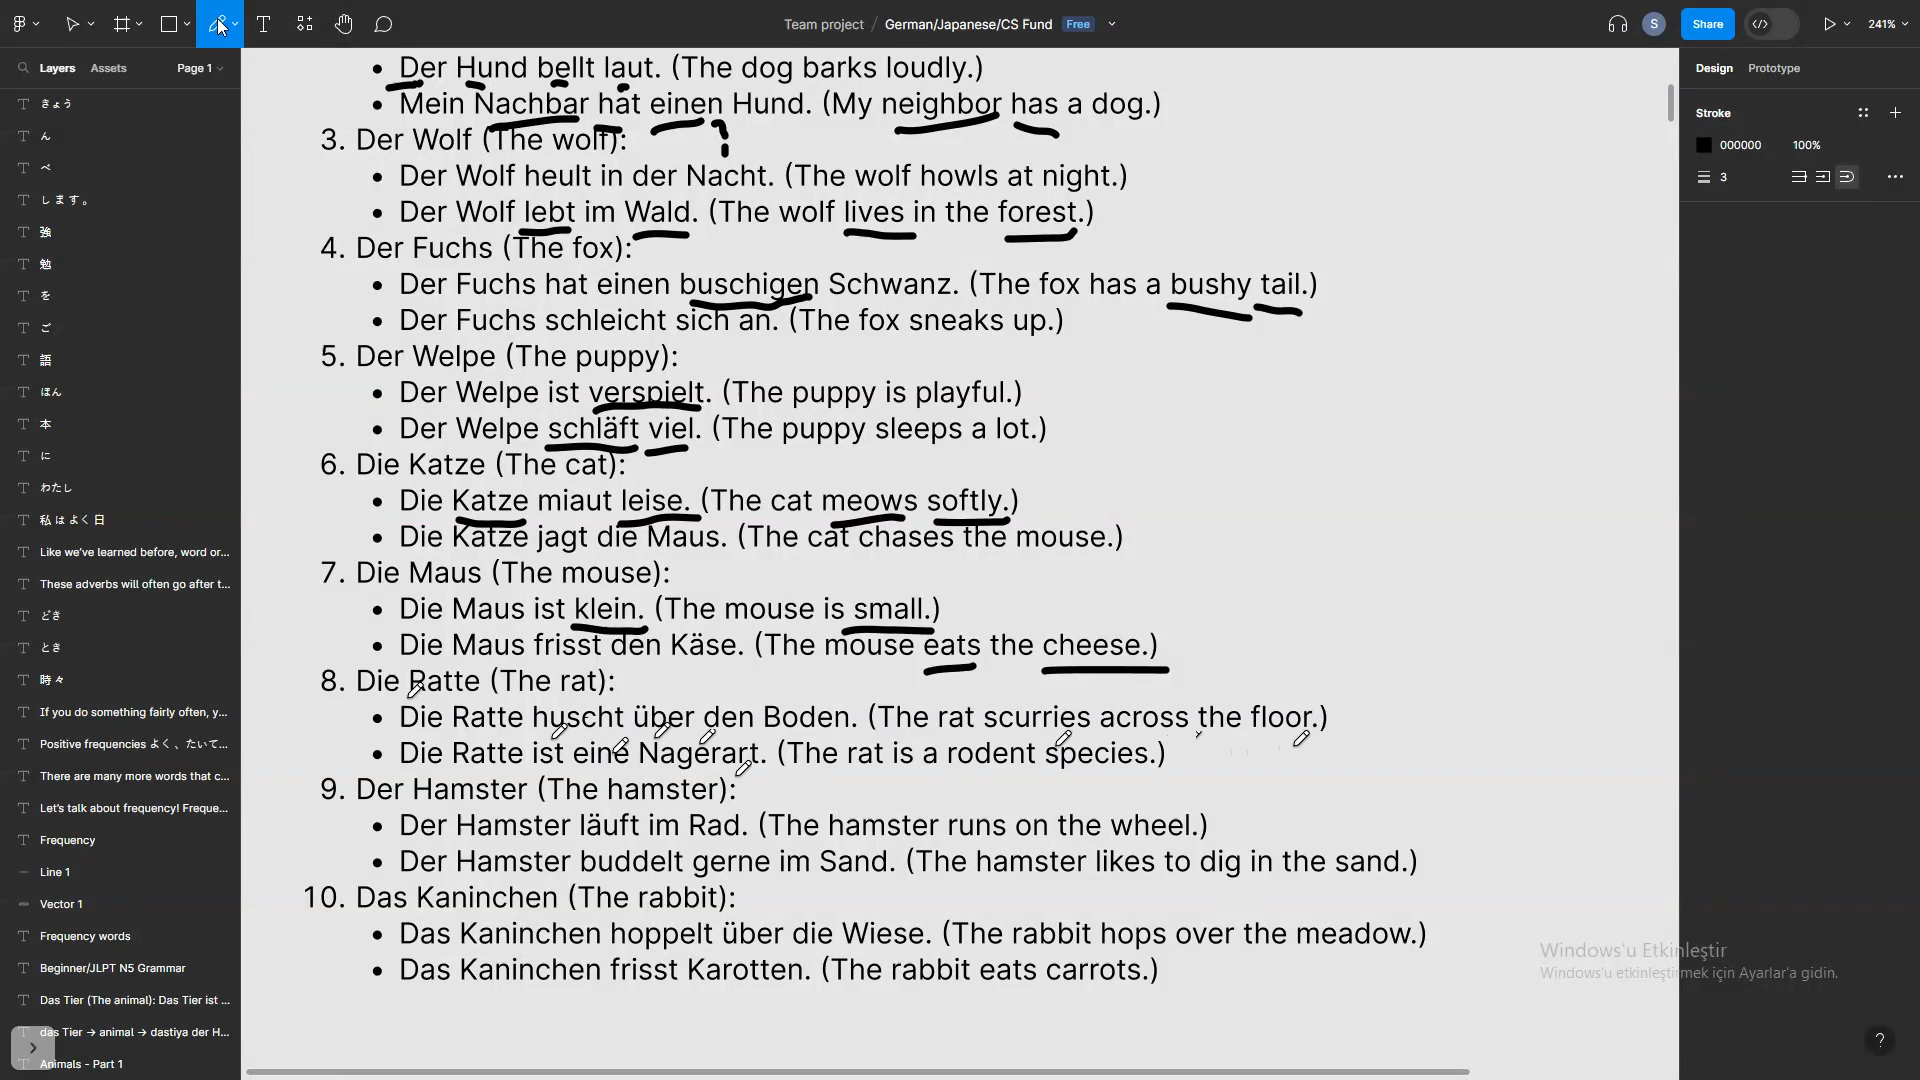 Team project / German/Japanese/CS Fund Free
S Share 241%
Layers Assets Page 1
Design Prototype
きょう
ん
べ
し ま す 。
強
勉
を
ご
語
ほん
本
に
わたし
私 は よく 日
Like we've learned before, word or...
These adverbs will often go after t...
どき
とき
時 々
If you do something fairly often, y...
Positive frequencies よく 、たいて...
There are many more words that c...
Let's talk about frequency! Freque...
Frequency
Line 1
Vector 1
Frequency words
Beginner/JLPT N5 Grammar
Das Tier (The animal): Das Tier ist ...
das Tier → animal → dastiya der H...
Animals - Part 1
• Der Hund bellt laut. (The dog barks loudly.)
• Mein Nachbar hat einen Hund. (My neighbor has a dog.)
3. Der Wolf (The wolf):
• Der Wolf heult in der Nacht. (The wolf howls at night.)
• Der Wolf lebt im Wald. (The wolf lives in the forest.)
4. Der Fuchs (The fox):
• Der Fuchs hat einen buschigen Schwanz. (The fox has a bushy tail.)
• Der Fuchs schleicht sich an. (The fox sneaks up.)
5. Der Welpe (The puppy):
• Der Welpe ist verspielt. (The puppy is playful.)
• Der Welpe schläft viel. (The puppy sleeps a lot.)
6. Die Katze (The cat):
• Die Katze miaut leise. (The cat meows softly.)
• Die Katze jagt die Maus. (The cat chases the mouse.)
7. Die Maus (The mouse):
• Die Maus ist klein. (The mouse is small.)
• Die Maus frisst den Käse. (The mouse eats the cheese.)
8. Die Ratte (The rat):
• Die Ratte huscht über den Boden. (The rat scurries across the floor.)
• Die Ratte ist eine Nagerart. (The rat is a rodent species.)
9. Der Hamster (The hamster):
• Der Hamster läuft im Rad. (The hamster runs on the wheel.)
• Der Hamster buddelt gerne im Sand. (The hamster likes to dig in the sand.)
10. Das Kaninchen (The rabbit):
• Das Kaninchen hoppelt über die Wiese. (The rabbit hops over the meadow.)
• Das Kaninchen frisst Karotten. (The rabbit eats carrots.)
Stroke
000000 100%
3
Windows'u Etkinleştir
Windows'u etkinleştirmek için Ayarlar'a gidin.
?